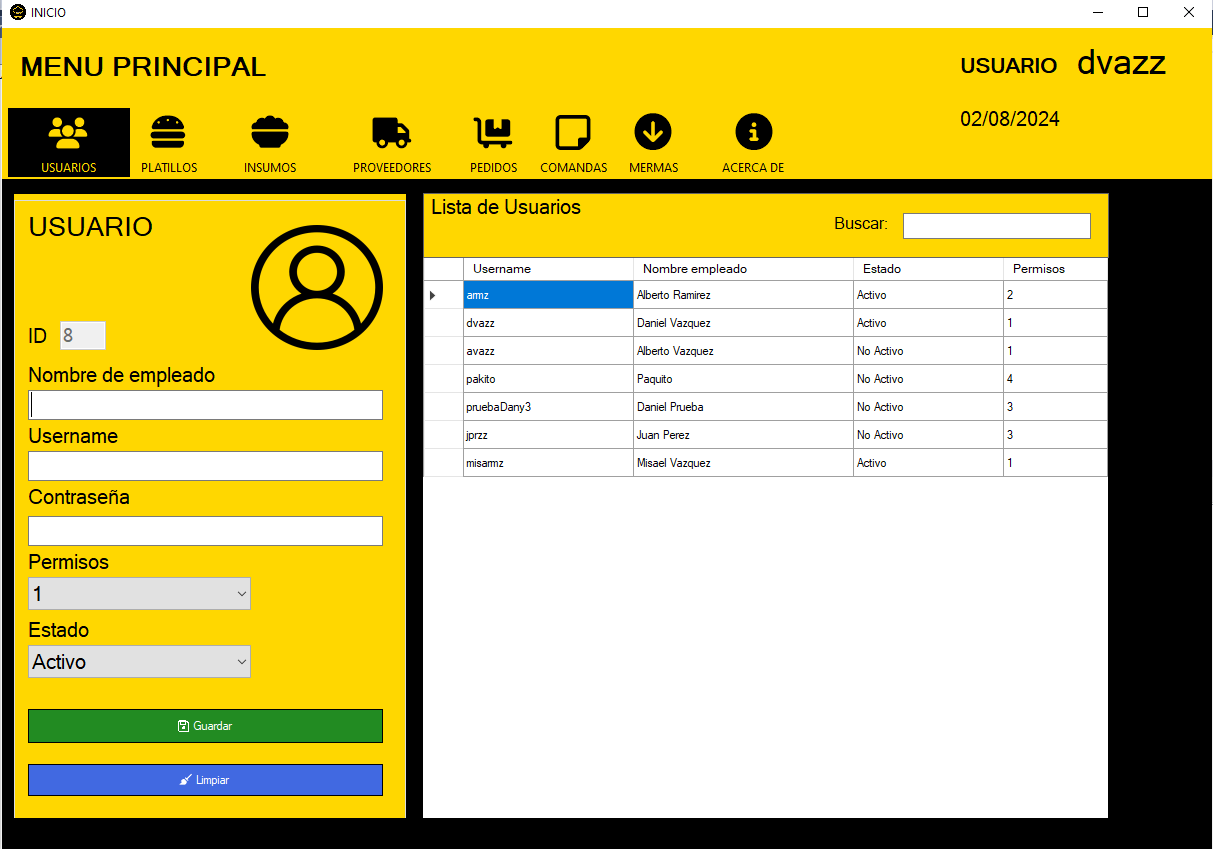 INICIO
MENU PRINCIPAL
USUARIO dvazz
02/08/2024
USUARIOS PLATILLOS INSUMOS PROVEEDORES PEDIDOS COMANDAS MERMAS ACERCA DE
USUARIO
ID 8
Nombre de empleado
Username
Contraseña
Permisos
1
Estado
Activo
Guardar
Limpiar
Lista de Usuarios
Buscar:
Username Nombre empleado Estado Permisos
armz Alberto Ramirez Activo 2
dvazz Daniel Vazquez Activo 1
avazz Alberto Vazquez No Activo 1
pakito Paquito No Activo 4
pruebaDany3 Daniel Prueba No Activo 3
jprzz Juan Perez No Activo 3
misarmz Misael Vazquez Activo 1